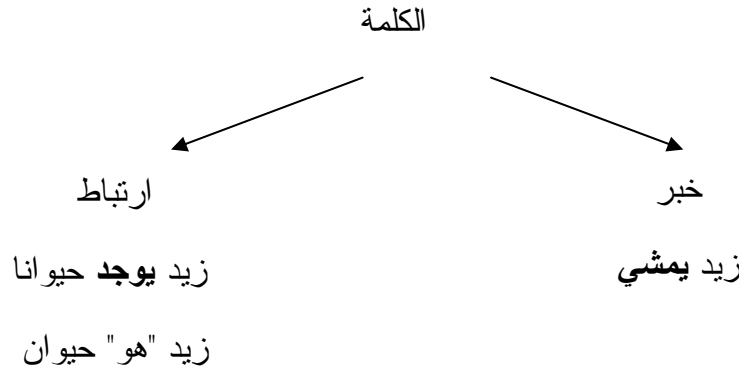 الكلمة
خبر
ارتباط
زيد يمشي
زيد يوجد حيوانا
زيد "هو" حيوان